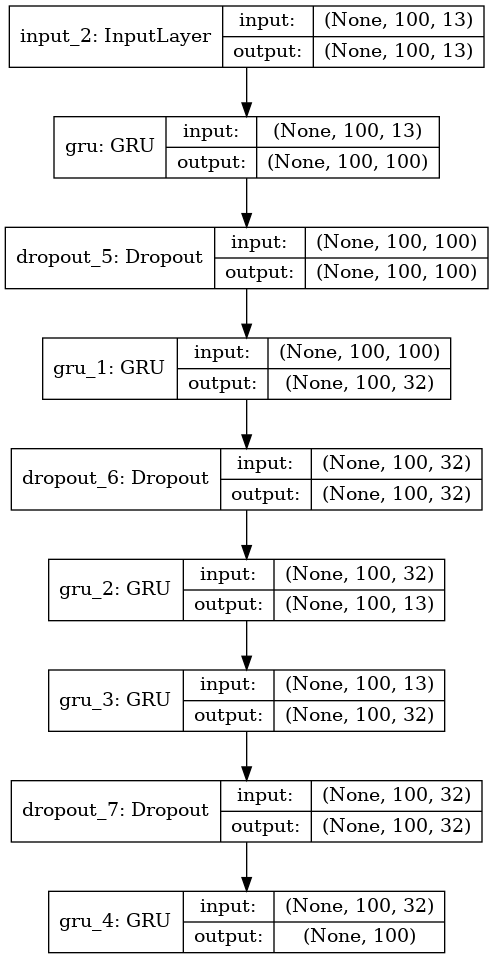 input_2: InputLayer
input: (None, 100, 13)
output: (None, 100, 13)
gru: GRU
input: (None, 100, 13)
output: (None, 100, 100)
dropout_5: Dropout
input: (None, 100, 100)
output: (None, 100, 100)
gru_1: GRU
input: (None, 100, 100)
output: (None, 100, 32)
dropout_6: Dropout
input: (None, 100, 32)
output: (None, 100, 32)
gru_2: GRU
input: (None, 100, 32)
output: (None, 100, 13)
gru_3: GRU
input: (None, 100, 13)
output: (None, 100, 32)
dropout_7: Dropout
input: (None, 100, 32)
output: (None, 100, 32)
gru_4: GRU
input: (None, 100, 32)
output: (None, 100)